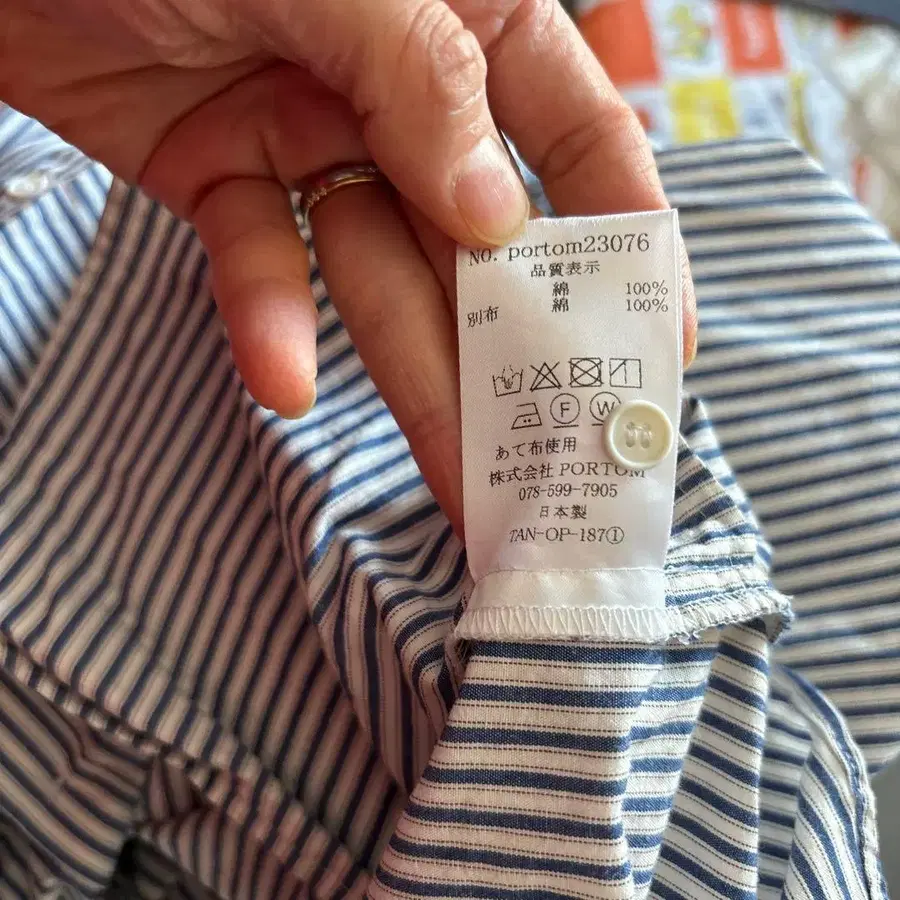 NO. portom23076
品質表示
綿 100%
別布 綿 100%
F W
あて布使用
株式会社 PORTOM
078-599-7905
日本製
TAN-OP-187①